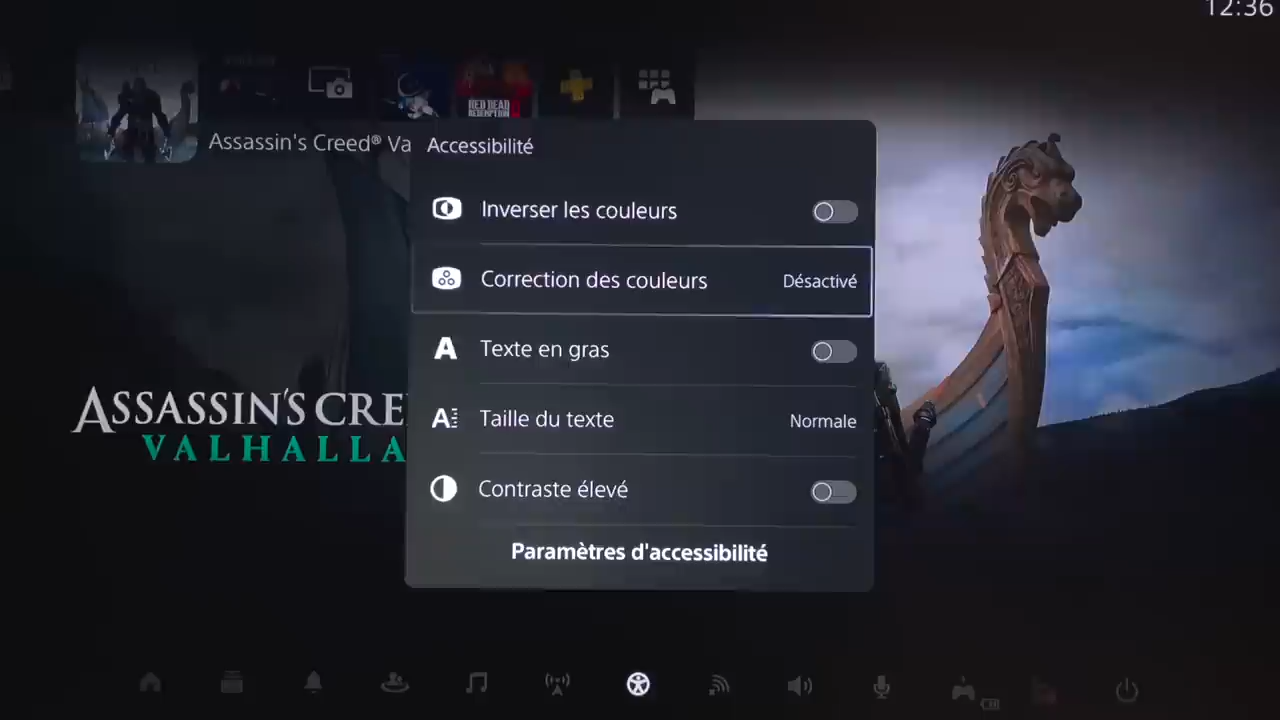 12:36
RED DEAD
REDEMPTION
Assassin's Creed® Va
Accessibilité
Inverser les couleurs
Correction des couleurs Désactivé
Texte en gras
Taille du texte Normale
Contraste élevé
Paramètres d'accessibilité
ASSASSIN'S CRE
VALHALLA